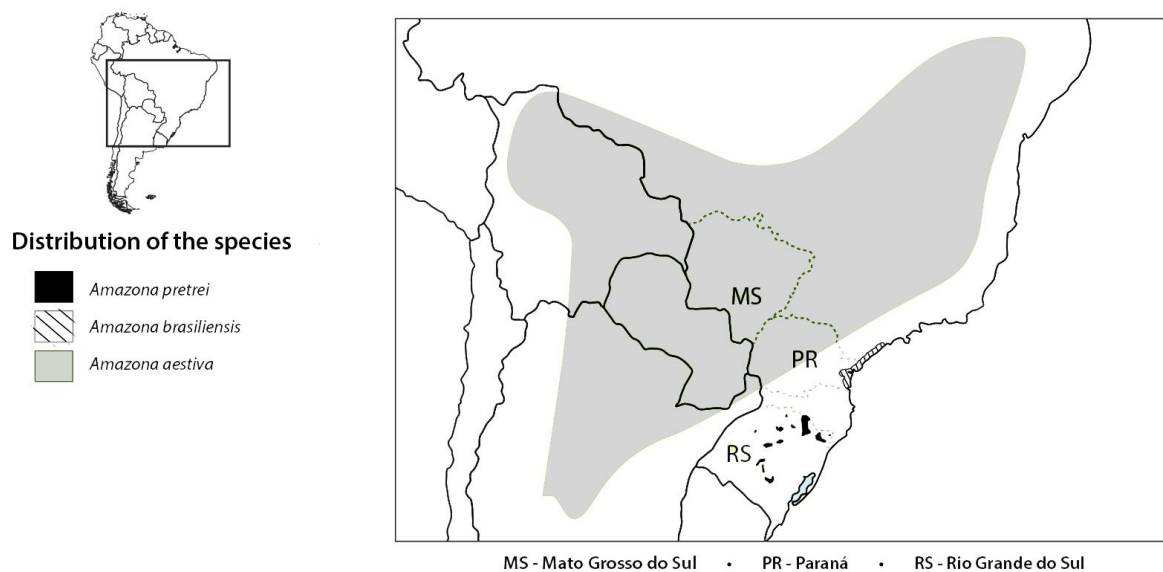 Distribution of the species
Amazona pretrei
Amazona brasiliensis
Amazona aestiva
MS
PR
RS
MS - Mato Grosso do Sul • PR - Paraná • RS - Rio Grande do Sul